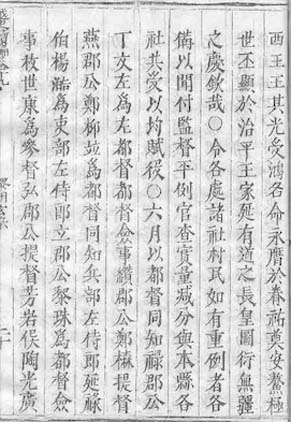 西王王其光受鴻名命永膺於眷祐奠安鰲極
世丕顯於治平王家延有道之長皇圖衍無疆
之慶欽哉○令各處諸社村民如有重例者各
備以聞付監督平例官查實量減分與本縣各
社共受以均賦役○六月以都督同知祿郡公
丁文左為左都督都督僉事纘郡公鄭橚提督
燕郡公鄭柳並為都督同知兵部左侍郎延祿
伯楊澔為吏部左侍郎立郡公黎珠為都督僉
事枚世康為參督弘郡公提督芳岩侯陶光廣